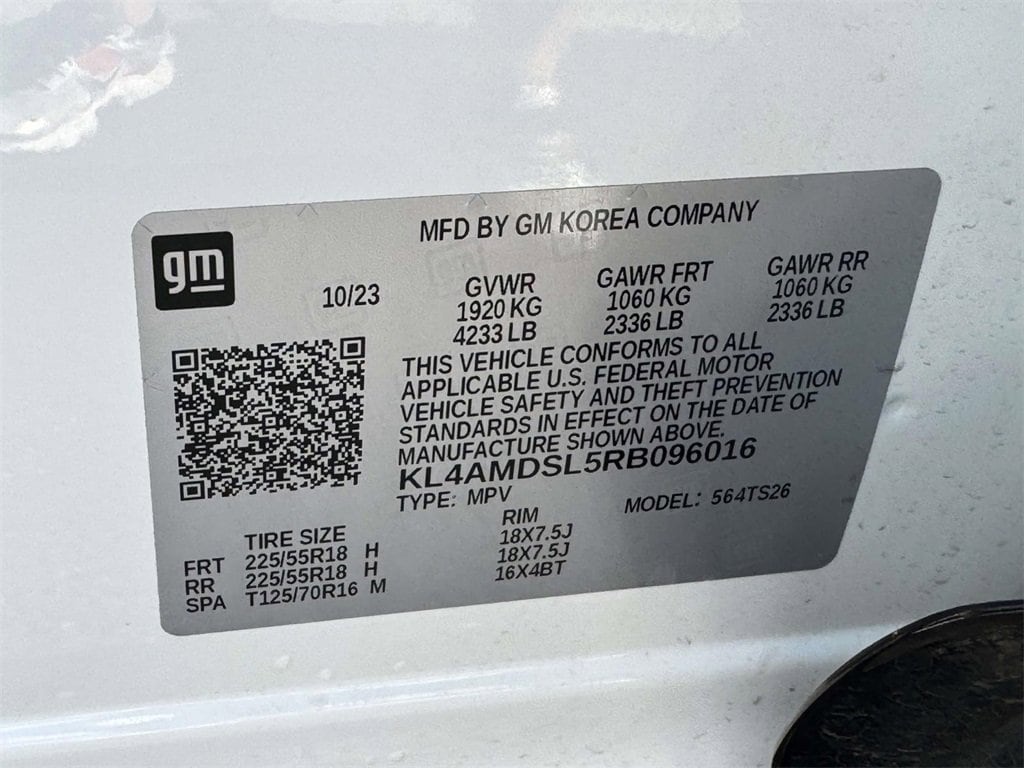 gm
MFD BY GM KOREA COMPANY
10/23 GVWR GAWR FRT GAWR RR
1920 KG 1060 KG 1060 KG
4233 LB 2336 LB 2336 LB
THIS VEHICLE CONFORMS TO ALL
APPLICABLE U.S. FEDERAL MOTOR
VEHICLE SAFETY AND THEFT PREVENTION
STANDARDS IN EFFECT ON THE DATE OF
MANUFACTURE SHOWN ABOVE.
KL4AMDSL5RB096016
TYPE: MPV MODEL: 564TS26
TIRE SIZE RIM
FRT 225/55R18 H 18X7.5J
RR 225/55R18 H 18X7.5J
SPA T125/70R16 M 16X4BT